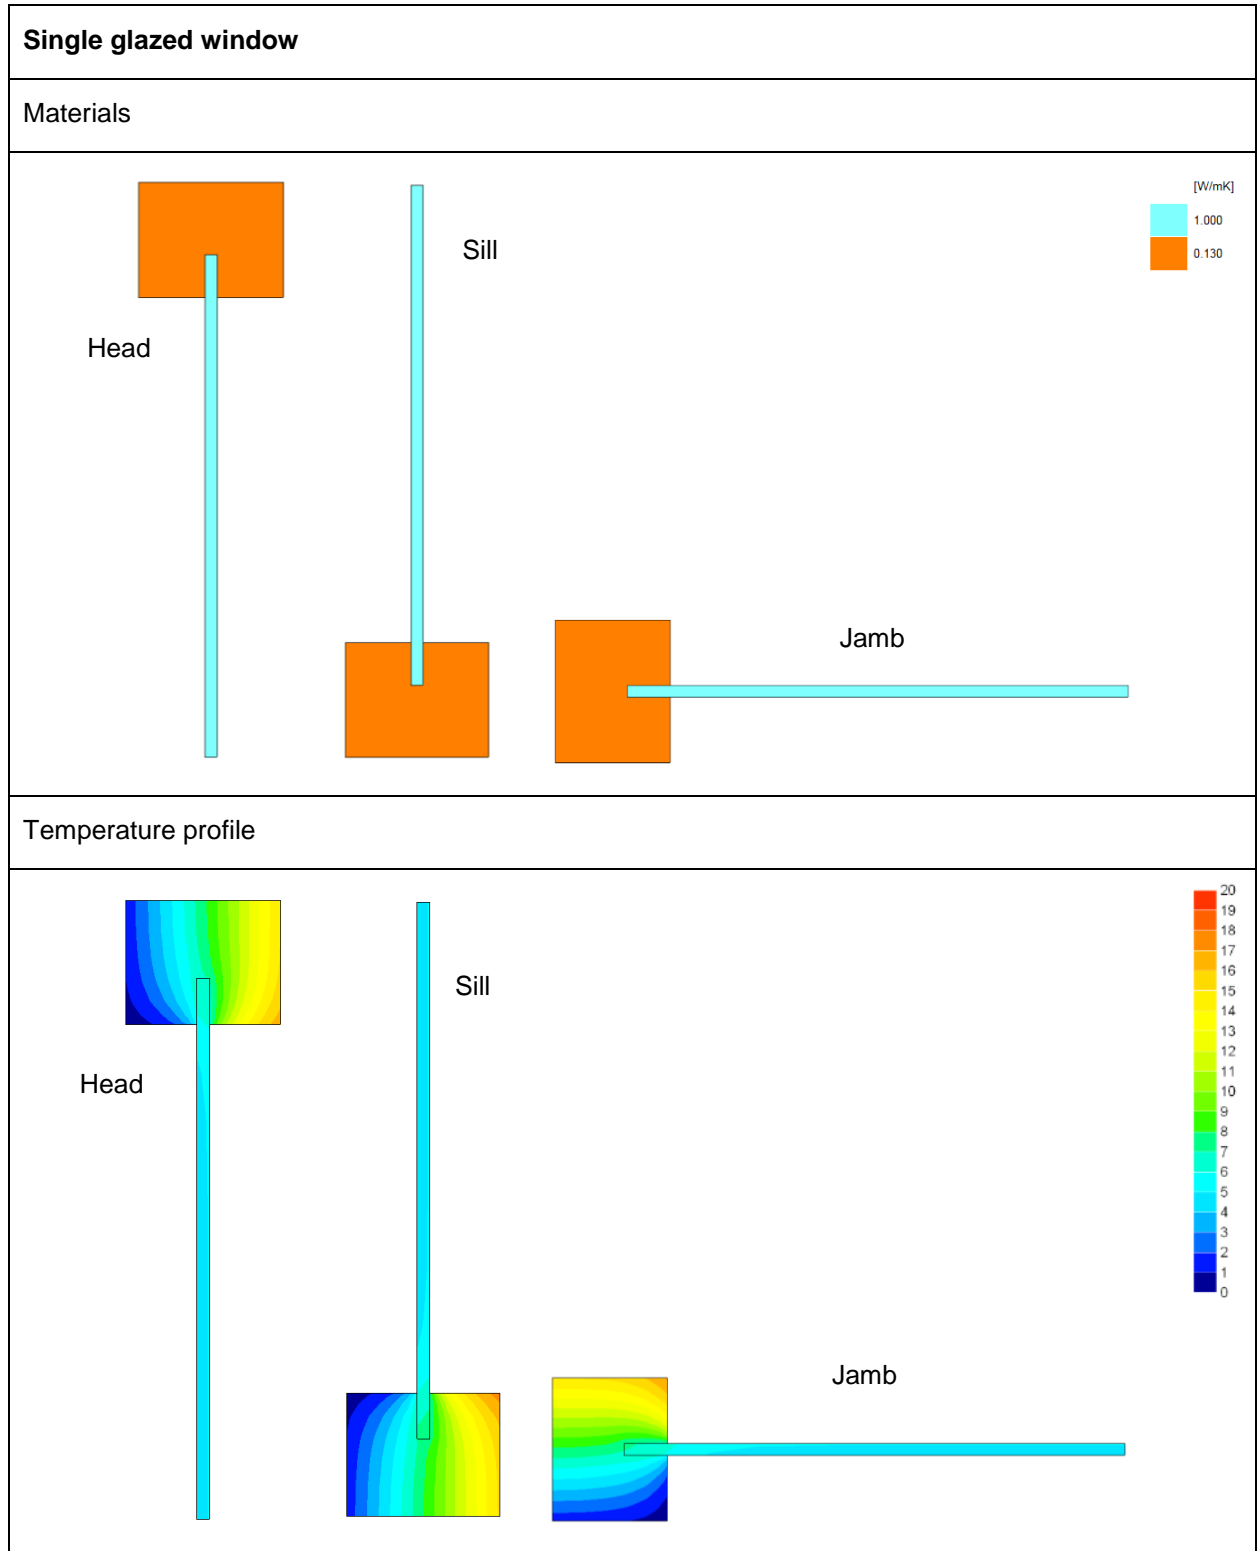 Single glazed window
Materials
[W/mK]
1.000
0.130
Sill
Head
Jamb
Temperature profile
20
19
18
17
16
15
14
13
12
11
10
9
8
7
6
5
4
3
2
1
0
Sill
Head
Jamb